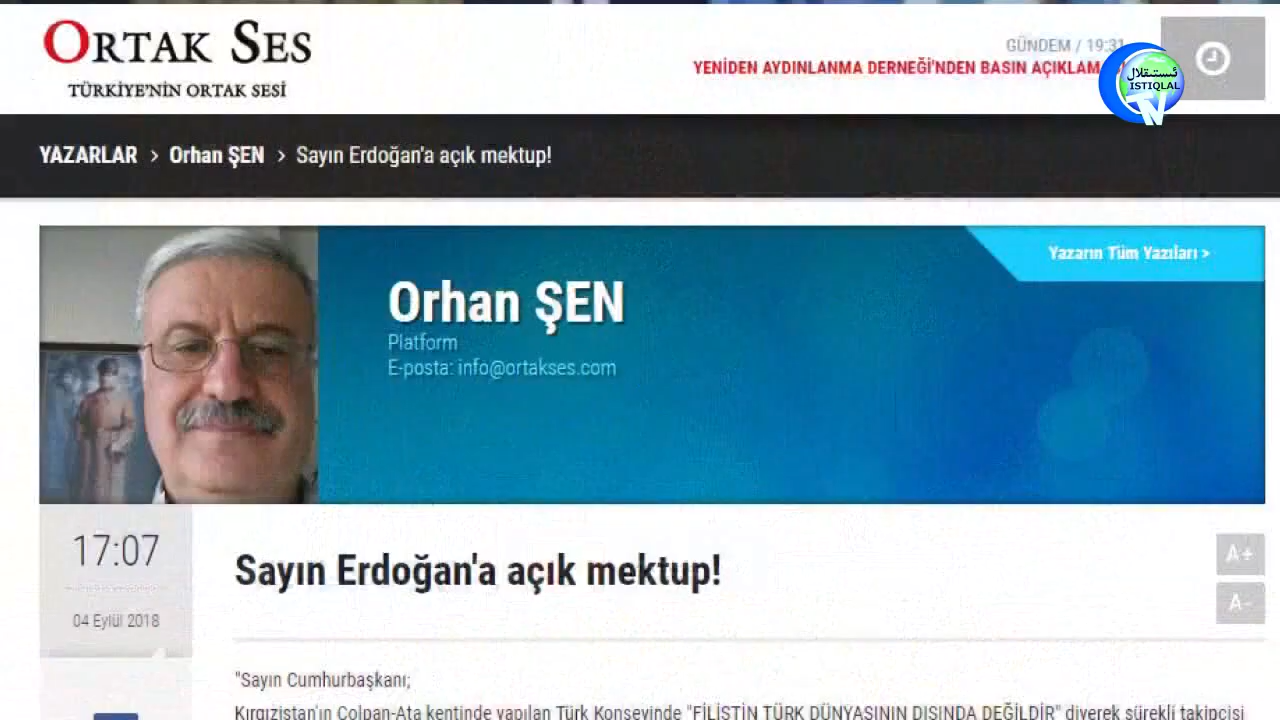 ORTAK SES
TÜRKİYE'NİN ORTAK SESİ
GÜNDEM / 19:31
YENİDEN AYDINLANMA DERNEĞİ'NDEN BASIN
ئىستىقلال
ISTIQLAL
TV
YAZARLAR > Orhan ŞEN > Sayın Erdoğan'a açık mektup!
Yazarın Tüm Yazıları >
Orhan ŞEN
Platform
E-posta: info@ortakses.com
17:07
04 Eylül 2018
Sayın Erdoğan'a açık mektup!
A+
A-
"Sayın Cumhurbaşkanı;
Kırgızistan'ın Çolpan-Ata kentinde yapılan Türk Konseyinde "FİLİSTİN TÜRK DÜNYASININ DIŞINDA DEĞİLDİR" diyerek sürekli takipçisi